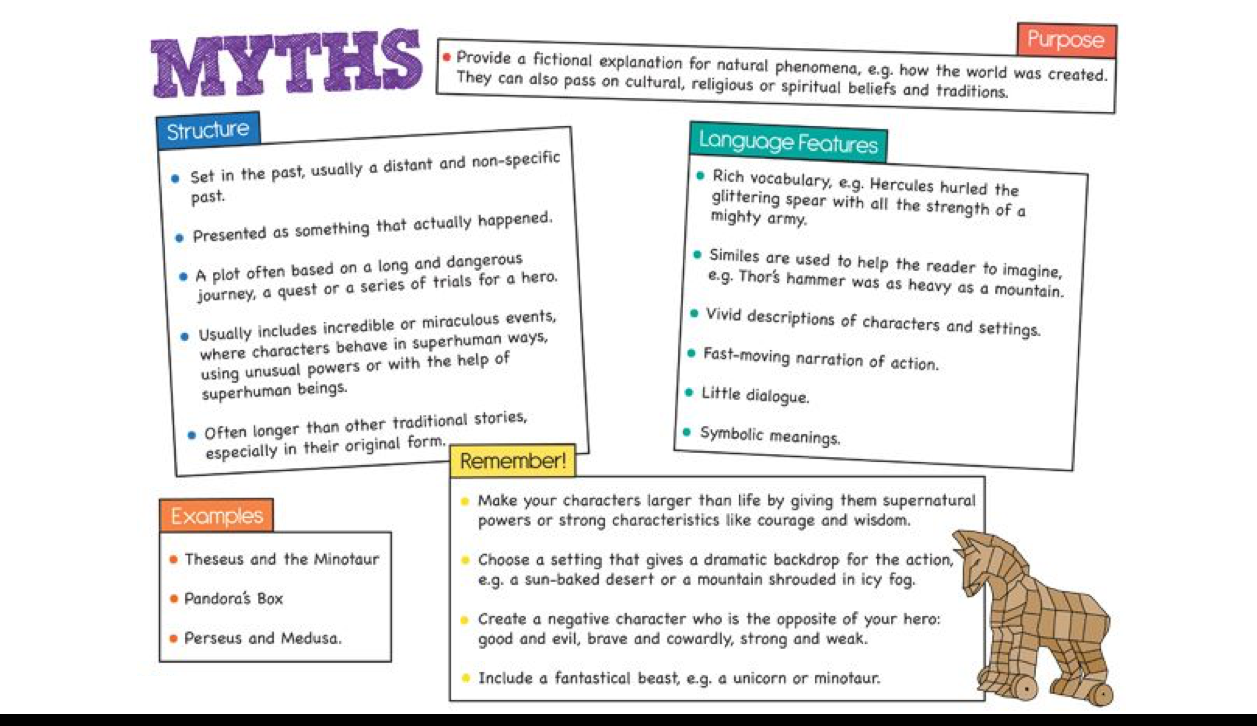 MYTHS
Purpose
Provide a fictional explanation for natural phenomena, e.g. how the world was created.
They can also pass on cultural, religious or spiritual beliefs and traditions.
Structure
Set in the past, usually a distant and non-specific
past.
Presented as something that actually happened.
A plot often based on a long and dangerous
journey, a quest or a series of trials for a hero.
Usually includes incredible or miraculous events,
where characters behave in superhuman ways,
using unusual powers or with the help of
superhuman beings.
Often longer than other traditional stories,
especially in their original form.
Language Features
Rich vocabulary, e.g. Hercules hurled the
glittering spear with all the strength of a
mighty army.
Similes are used to help the reader to imagine,
e.g. Thor's hammer was as heavy as a mountain.
Vivid descriptions of characters and settings.
Fast-moving narration of action.
Little dialogue.
Symbolic meanings.
Examples
Theseus and the Minotaur
Pandora's Box
Perseus and Medusa.
Remember!
Make your characters larger than life by giving them supernatural
powers or strong characteristics like courage and wisdom.
Choose a setting that gives a dramatic backdrop for the action,
e.g. a sun-baked desert or a mountain shrouded in icy fog.
Create a negative character who is the opposite of your hero:
good and evil, brave and cowardly, strong and weak.
Include a fantastical beast, e.g. a unicorn or minotaur.